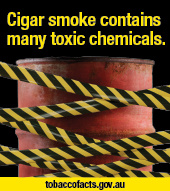 Cigar smoke contains
many toxic chemicals.
tobaccofacts.gov.au